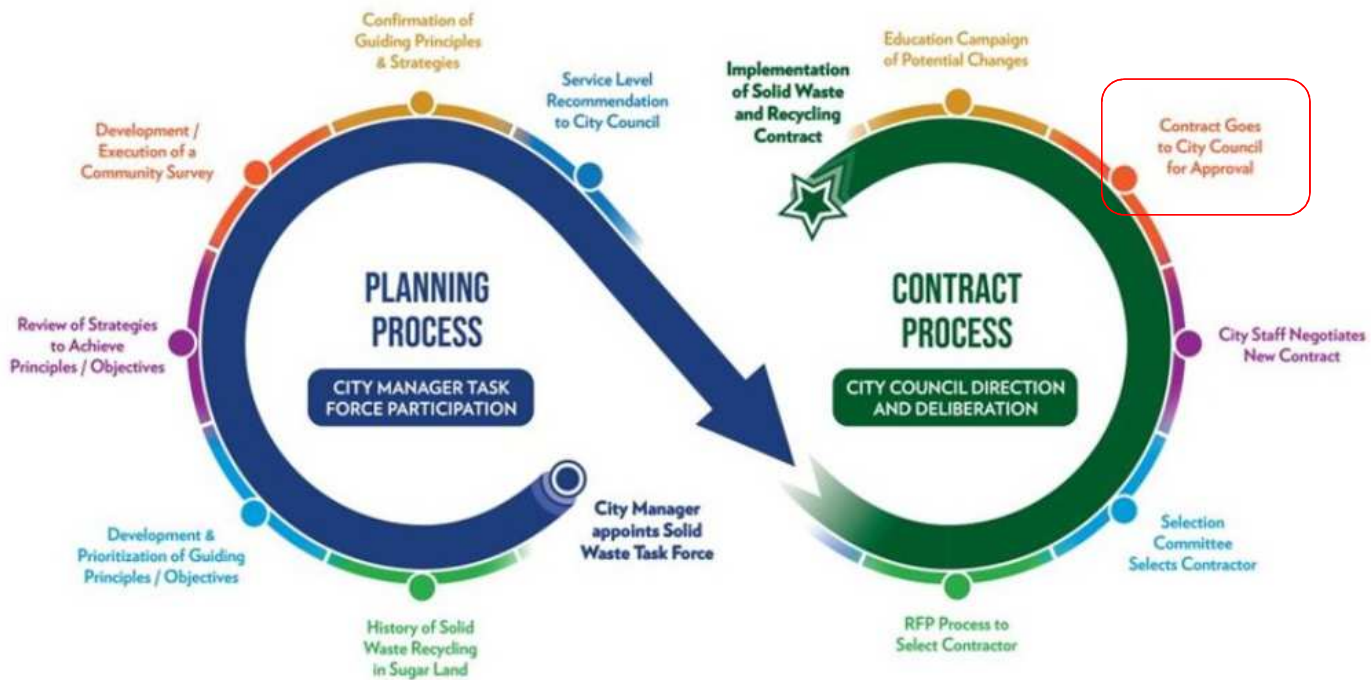 Confirmation of
Guiding Principles
& Strategies
Service Level
Recommendation
to City Council
Development /
Execution of a
Community Survey
Review of Strategies
to Achieve
Principles / Objectives
Development &
Prioritization of Guiding
Principles / Objectives
History of Solid
Waste Recycling
in Sugar Land
City Manager
appoints Solid
Waste Task Force
PLANNING
PROCESS
CITY MANAGER TASK
FORCE PARTICIPATION
Implementation
of Solid Waste
and Recycling
Contract
Education Campaign
of Potential Changes
Contract Goes
to City Council
for Approval
City Staff Negotiates
New Contract
Selection
Committee
Selects Contractor
RFP Process to
Select Contractor
CONTRACT
PROCESS
CITY COUNCIL DIRECTION
AND DELIBERATION